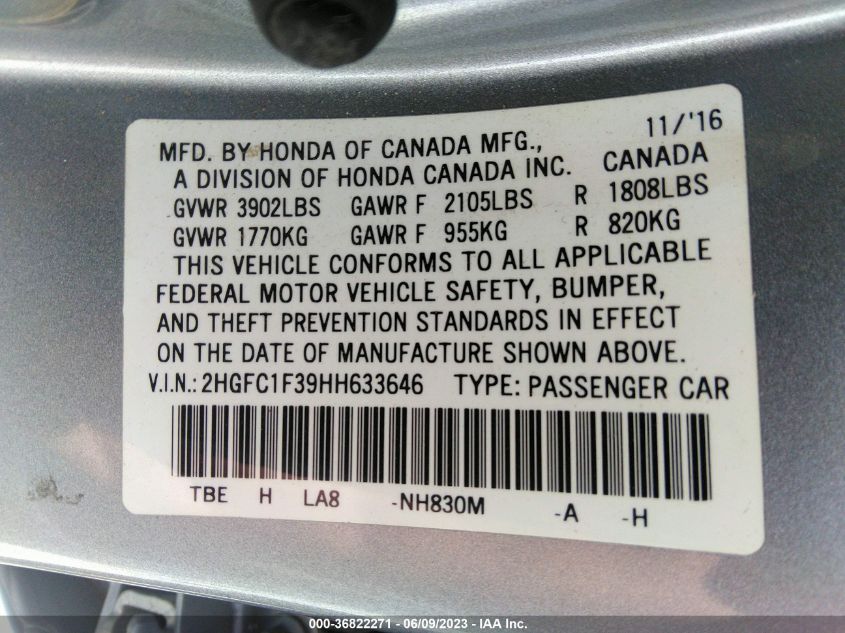 11/'16
MFD. BY HONDA OF CANADA MFG.,
A DIVISION OF HONDA CANADA INC. CANADA
GVWR 3902LBS GAWR F 2105LBS R 1808LBS
GVWR 1770KG GAWR F 955KG R 820KG
THIS VEHICLE CONFORMS TO ALL APPLICABLE
FEDERAL MOTOR VEHICLE SAFETY, BUMPER,
AND THEFT PREVENTION STANDARDS IN EFFECT
ON THE DATE OF MANUFACTURE SHOWN ABOVE.
V.I.N.: 2HGFC1F39HH633646 TYPE: PASSENGER CAR
TBE H LA8 -NH830M -A -H
000-36822271 - 06/09/2023 - IAA Inc.